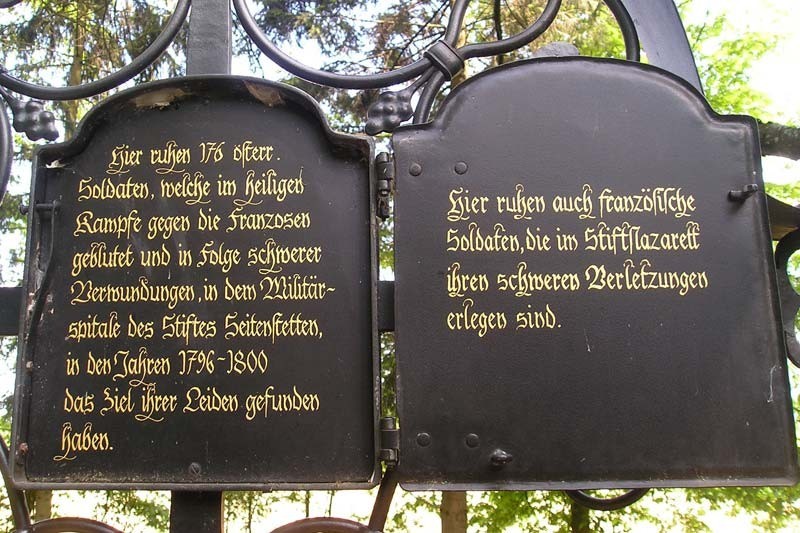 Hier ruhen 176 österr.
Soldaten, welche im heiligen
Kampfe gegen die Franzosen
geblutet und in Folge schwerer
Verwundungen, in dem Militär-
spitale des Stiftes Seitenstetten,
in den Jahren 1796-1800
das Ziel ihrer Leiden gefunden
haben.
Hier ruhen auch französische
Soldaten, die im Stiftslazarett
ihren schweren Verletzungen
erlegen sind.